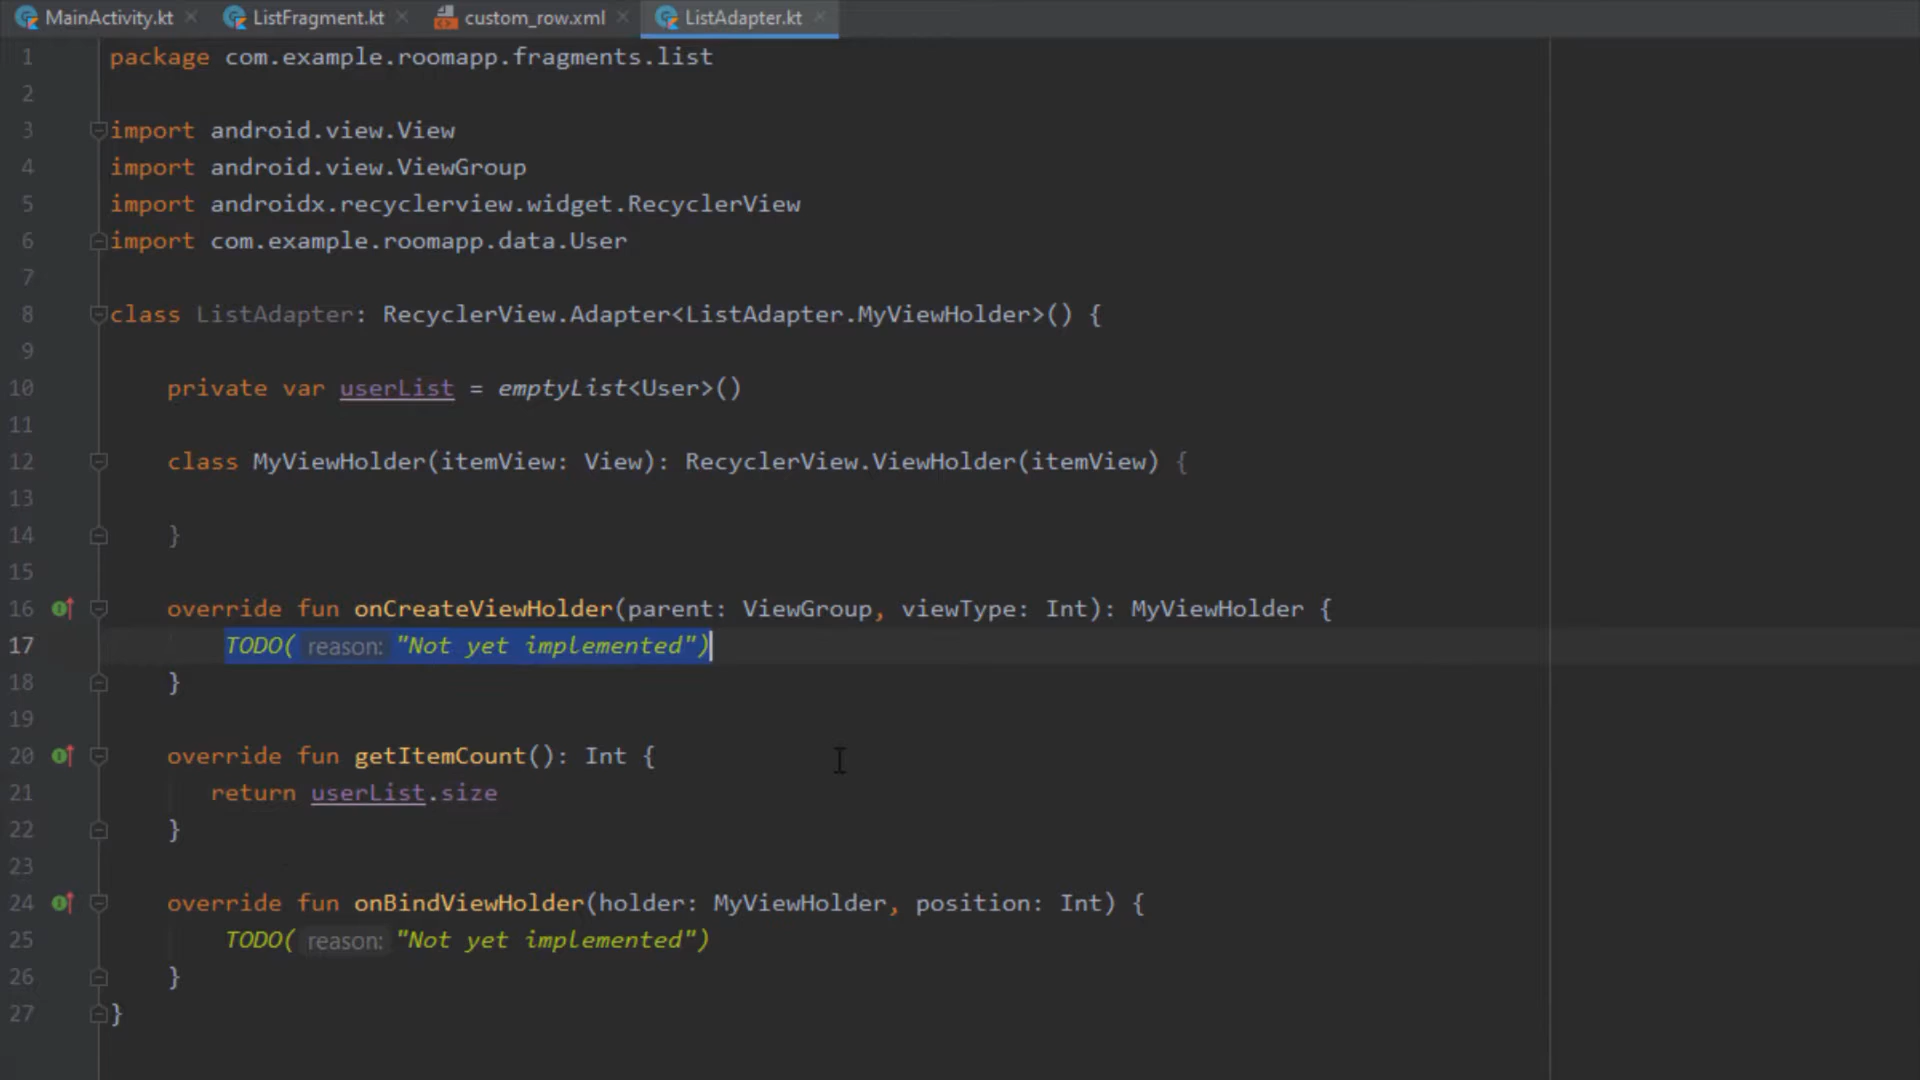 MainActivity.kt ListFragment.kt custom_row.xml ListAdapter.kt
1 package com.example.roomapp.fragments.list
2
3 import android.view.View
4 import android.view.ViewGroup
5 import androidx.recyclerview.widget.RecyclerView
6 import com.example.roomapp.data.User
7
8 class ListAdapter: RecyclerView.Adapter<ListAdapter.MyViewHolder>() {
9
10 private var userList = emptyList<User>()
11
12 class MyViewHolder(itemView: View): RecyclerView.ViewHolder(itemView) {
13
14 }
15
16 override fun onCreateViewHolder(parent: ViewGroup, viewType: Int): MyViewHolder {
17 TODO( reason: "Not yet implemented")
18 }
19
20 override fun getItemCount(): Int {
21 return userList.size
22 }
23
24 override fun onBindViewHolder(holder: MyViewHolder, position: Int) {
25 TODO( reason: "Not yet implemented")
26 }
27 }